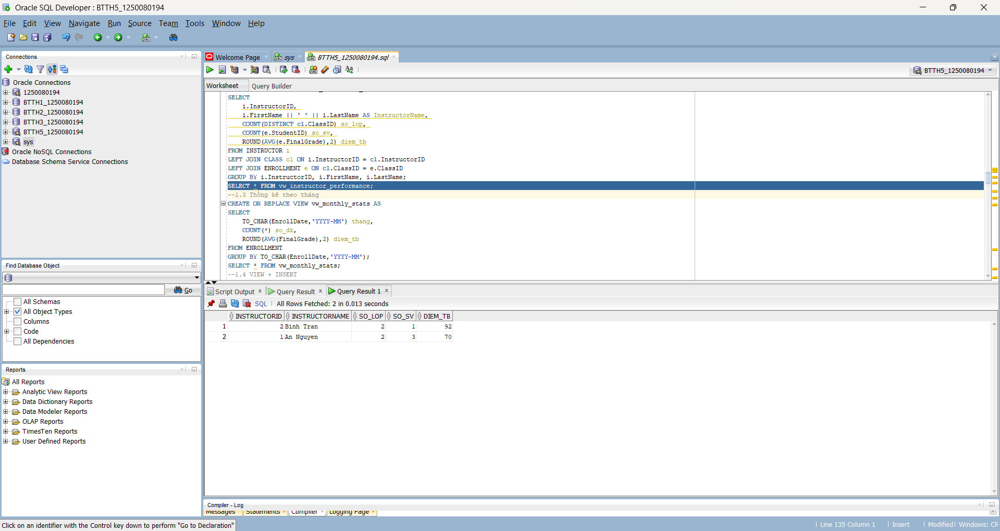 Oracle SQL Developer : BTTH5_1250080194
File Edit View Navigate Run Source Team Tools Window Help
Connections
Oracle Connections
1250080194
BTTH1_1250080194
BTTH2_1250080194
BTTH3_1250080194
BTTH5_1250080194
sys
Oracle NoSQL Connections
Database Schema Service Connections
Find Database Object
Go
All Schemas
All Object Types
Columns
Code
All Dependencies
Reports
All Reports
Analytic View Reports
Data Dictionary Reports
Data Modeler Reports
OLAP Reports
TimesTen Reports
User Defined Reports
Welcome Page sys BTTH5_1250080194.sql
BTTH5_1250080194
Worksheet Query Builder
SELECT
i.InstructorID,
i.FirstName || ' ' || i.LastName AS InstructorName,
COUNT(DISTINCT cl.ClassID) so_lop,
COUNT(e.StudentID) so_sv,
ROUND(AVG(e.FinalGrade),2) diem_tb
FROM INSTRUCTOR i
LEFT JOIN CLASS cl ON i.InstructorID = cl.InstructorID
LEFT JOIN ENROLLMENT e ON cl.ClassID = e.ClassID
GROUP BY i.InstructorID, i.FirstName, i.LastName;
SELECT * FROM vw_instructor_performance;
--1.3 Thống kê theo tháng
CREATE OR REPLACE VIEW vw_monthly_stats AS
SELECT
TO_CHAR(EnrollDate,'YYYY-MM') thang,
COUNT(*) so_dk,
ROUND(AVG(FinalGrade),2) diem_tb
FROM ENROLLMENT
GROUP BY TO_CHAR(EnrollDate,'YYYY-MM');
SELECT * FROM vw_monthly_stats;
--1.4 VIEW + INSERT
Script Output Query Result Query Result 1
SQL All Rows Fetched: 2 in 0.013 seconds
INSTRUCTORID INSTRUCTORNAME SO_LOP SO_SV DIEM_TB
1 2 Binh Tran 2 1 92
2 1 An Nguyen 2 3 70
Compiler - Log
Messages Statements Compiler Logging Page
Click on an identifier with the Control key down to perform "Go to Declaration"
Line 135 Column 1 Insert Modified Windows: CR